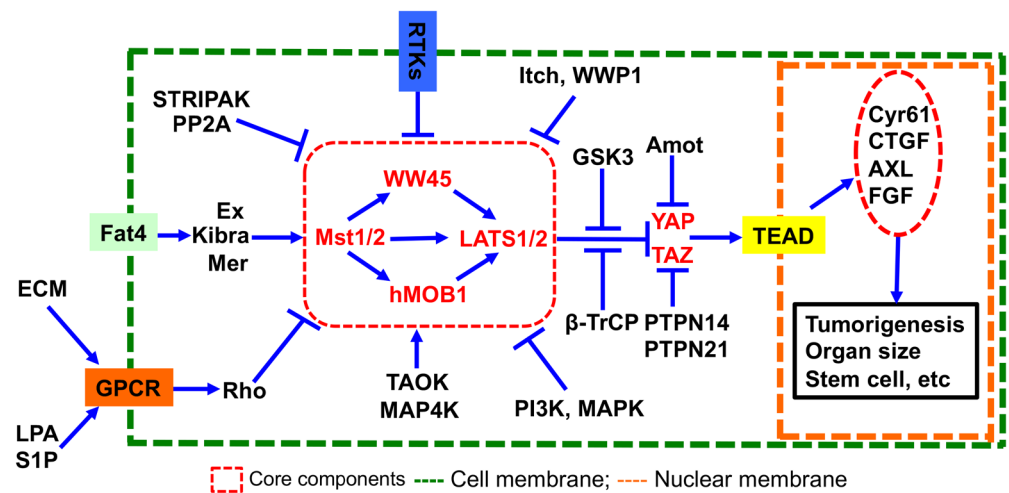 RTKs
Itch, WWP1
STRIPAK
PP2A
Cyr61
CTGF
AXL
FGF
GSK3
Amot
WW45
Fat4
Ex
Kibra
Mer
Mst1/2
LATS1/2
YAP
TAZ
TEAD
hMOB1
ECM
β-TrCP
PTPN14
PTPN21
Tumorigenesis
Organ size
Stem cell, etc
GPCR
Rho
TAOK
MAP4K
PI3K, MAPK
LPA
S1P
Core components
Cell membrane;
Nuclear membrane